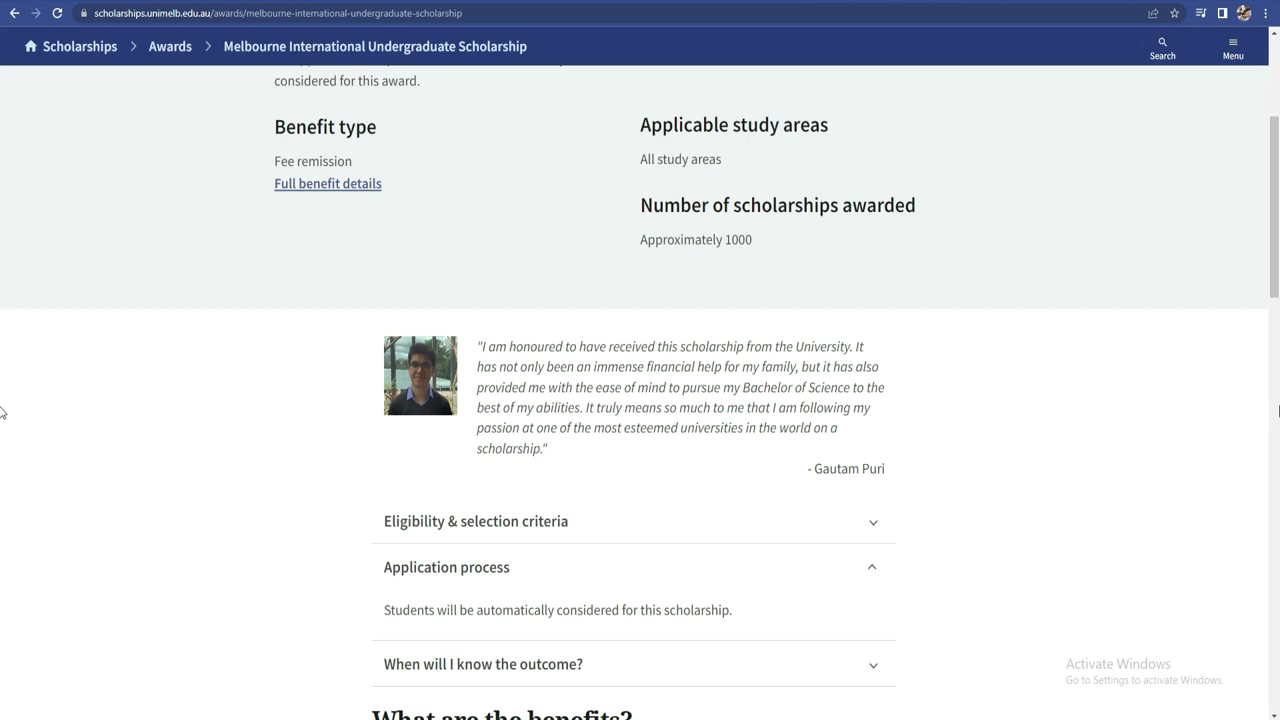 scholarships.unimelb.edu.au/awards/melbourne-international-undergraduate-scholarship
Scholarships
Awards
Melbourne International Undergraduate Scholarship
Search
Menu
considered for this award.
Benefit type
Fee remission
Full benefit details
Applicable study areas
All study areas
Number of scholarships awarded
Approximately 1000
"I am honoured to have received this scholarship from the University. It
has not only been an immense financial help for my family, but it has also
provided me with the ease of mind to pursue my Bachelor of Science to the
best of my abilities. It truly means so much to me that I am following my
passion at one of the most esteemed universities in the world on a
scholarship."
- Gautam Puri
Eligibility & selection criteria
Application process
Students will be automatically considered for this scholarship.
When will I know the outcome?
What are the benefits?
Activate Windows
Go to Settings to activate Windows.